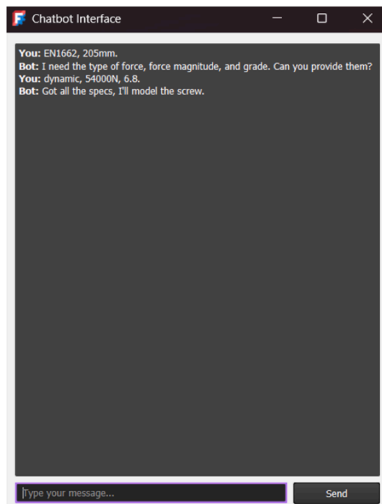 Chatbot Interface
You: EN1662, 205mm.
Bot: I need the type of force, force magnitude, and grade. Can you provide them?
You: dynamic, 54000N, 6.8.
Bot: Got all the specs, I'll model the screw.
Type your message...
Send